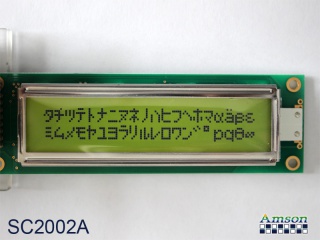 タチツテトナニヌネノハヒフヘホマαäβε
ミムメモヤユヨラリルレロワン゛゜ρqθ∞
SC2002A
Amson